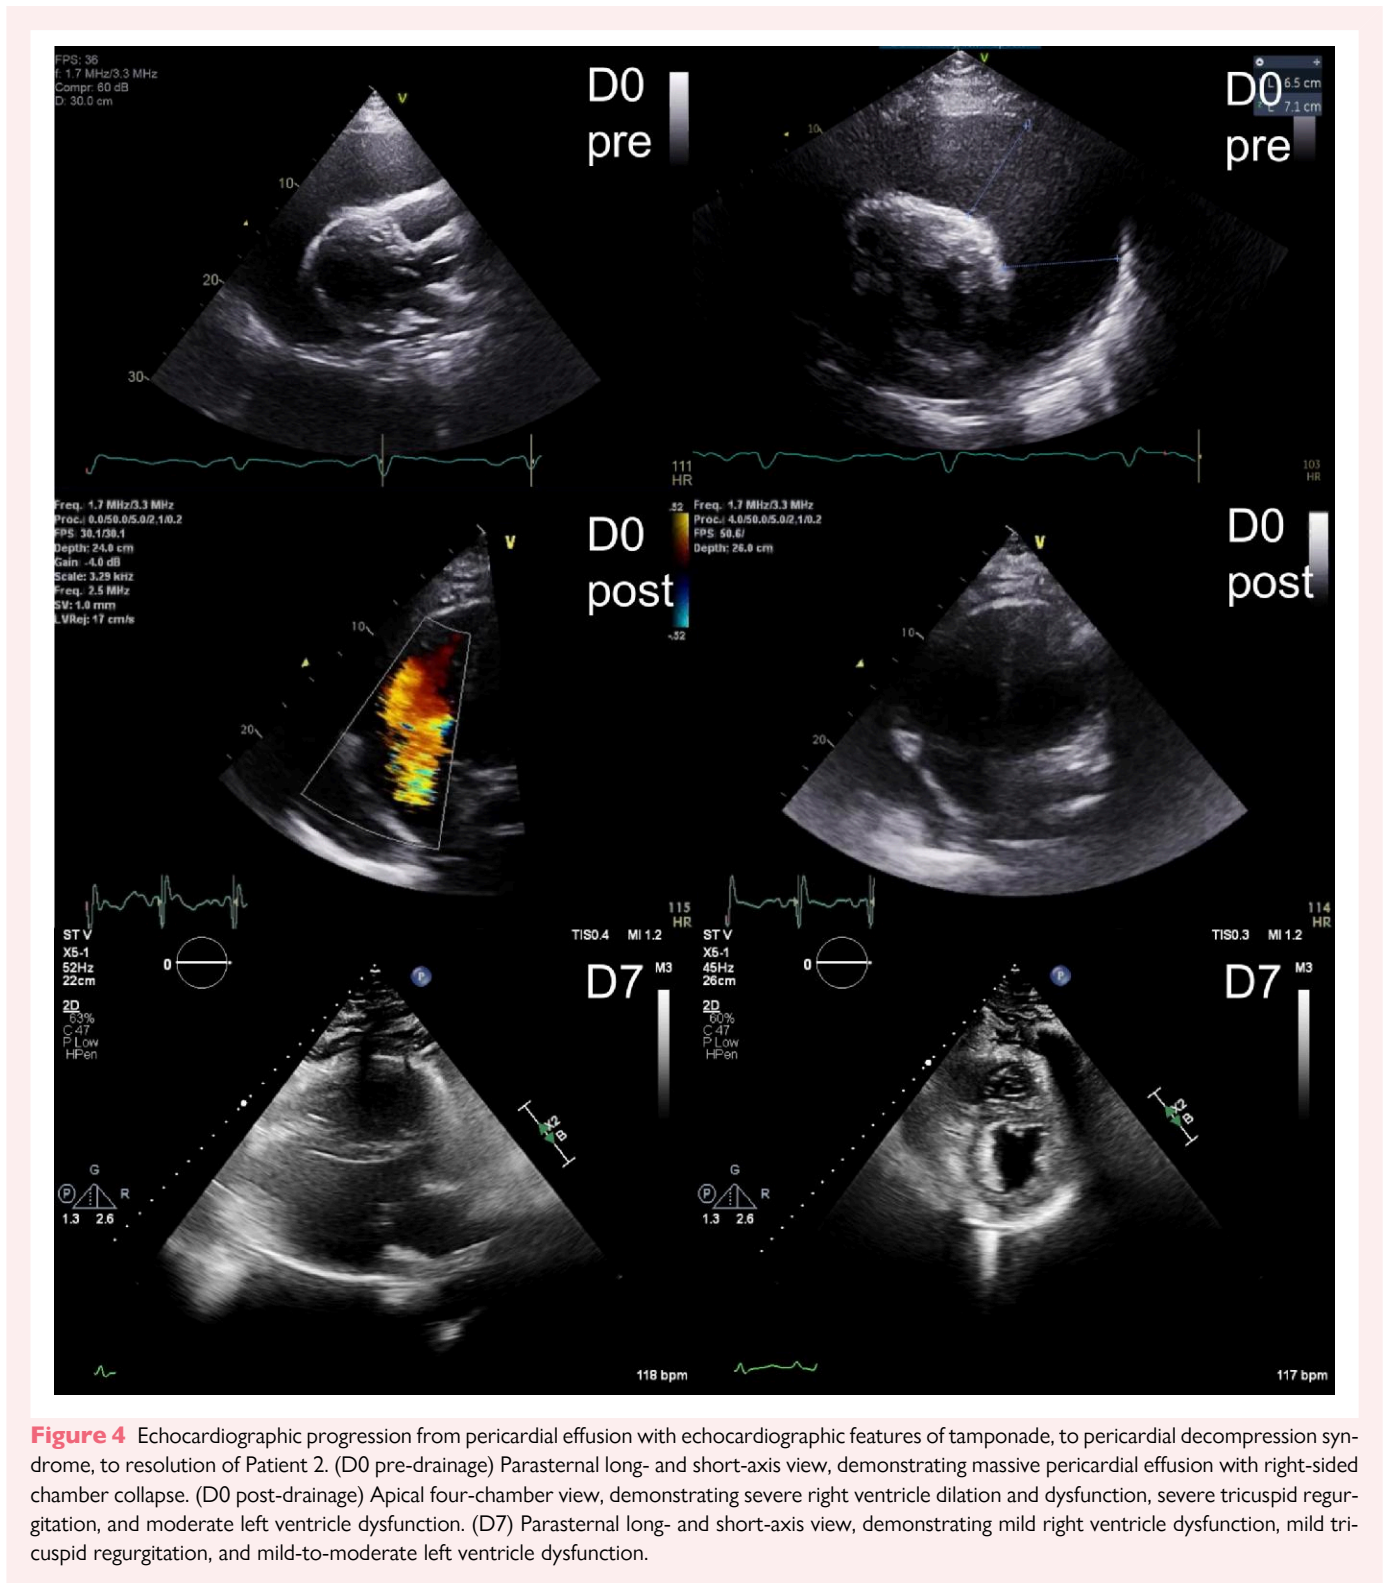 FPS: 36
f: 1.7 MHz/3.3 MHz
Compr: 60 dB
D: 30.0 cm
V
D0
pre
10
20
30
111
HR
V
D0
pre
L 6.5 cm
L 7.1 cm
10
103
HR
Freq.: 1.7 MHz/3.3 MHz
Proc.: 0.0/50.0/5.0/2,1/0.2
FPS: 30.1/30.1
Depth: 24.0 cm
Gain: -4.0 dB
Scale: 3.29 kHz
Freq.: 2.5 MHz
SV: 1.0 mm
LVRej: 17 cm/s
V
D0
post
.52
-.52
10
20
115
HR
Freq.: 1.7 MHz/3.3 MHz
Proc.: 4.0/50.0/5.0/2,1/0.2
FPS: 50.6/
Depth: 26.0 cm
V
D0
post
10
20
114
HR
ST V
X5-1
52Hz
22cm
2D
63%
C 47
P Low
HPen
0
TIS0.4 MI 1.2
P
D7
M3
X2
B
G
P R
1.3 2.6
118 bpm
ST V
X5-1
45Hz
26cm
2D
60%
C 47
P Low
HPen
0
TIS0.3 MI 1.2
P
D7
M3
X2
B
G
P R
1.3 2.6
117 bpm
Figure 4 Echocardiographic progression from pericardial effusion with echocardiographic features of tamponade, to pericardial decompression syn-
drome, to resolution of Patient 2. (D0 pre-drainage) Parasternal long- and short-axis view, demonstrating massive pericardial effusion with right-sided
chamber collapse. (D0 post-drainage) Apical four-chamber view, demonstrating severe right ventricle dilation and dysfunction, severe tricuspid regur-
gitation, and moderate left ventricle dysfunction. (D7) Parasternal long- and short-axis view, demonstrating mild right ventricle dysfunction, mild tri-
cuspid regurgitation, and mild-to-moderate left ventricle dysfunction.